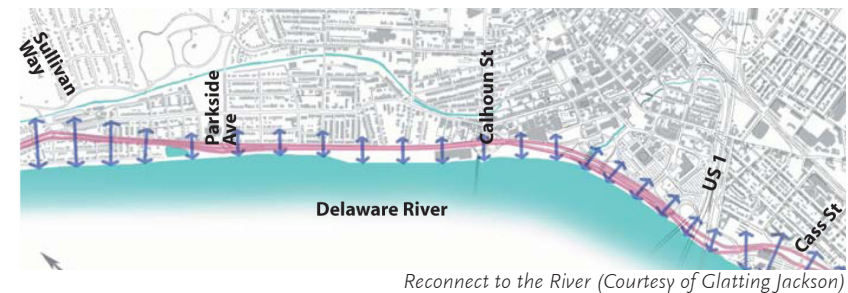 Sullivan
Way
Parkside
Ave
Calhoun St
US 1
Cass St
Delaware River
Reconnect to the River (Courtesy of Glatting Jackson)